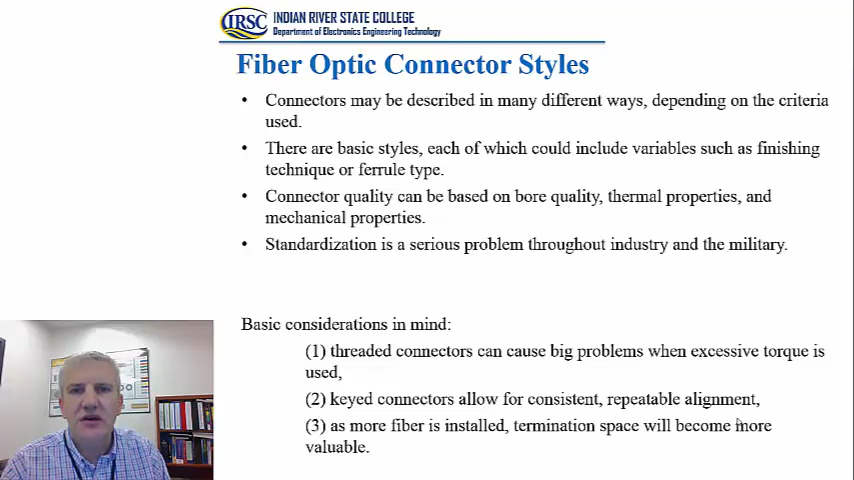 IRSC
INDIAN RIVER STATE COLLEGE
Department of Electronics Engineering Technology
Fiber Optic Connector Styles
• Connectors may be described in many different ways, depending on the criteria
used.
• There are basic styles, each of which could include variables such as finishing
technique or ferrule type.
• Connector quality can be based on bore quality, thermal properties, and
mechanical properties.
• Standardization is a serious problem throughout industry and the military.
Basic considerations in mind:
(1) threaded connectors can cause big problems when excessive torque is
used,
(2) keyed connectors allow for consistent, repeatable alignment,
(3) as more fiber is installed, termination space will become more
valuable.